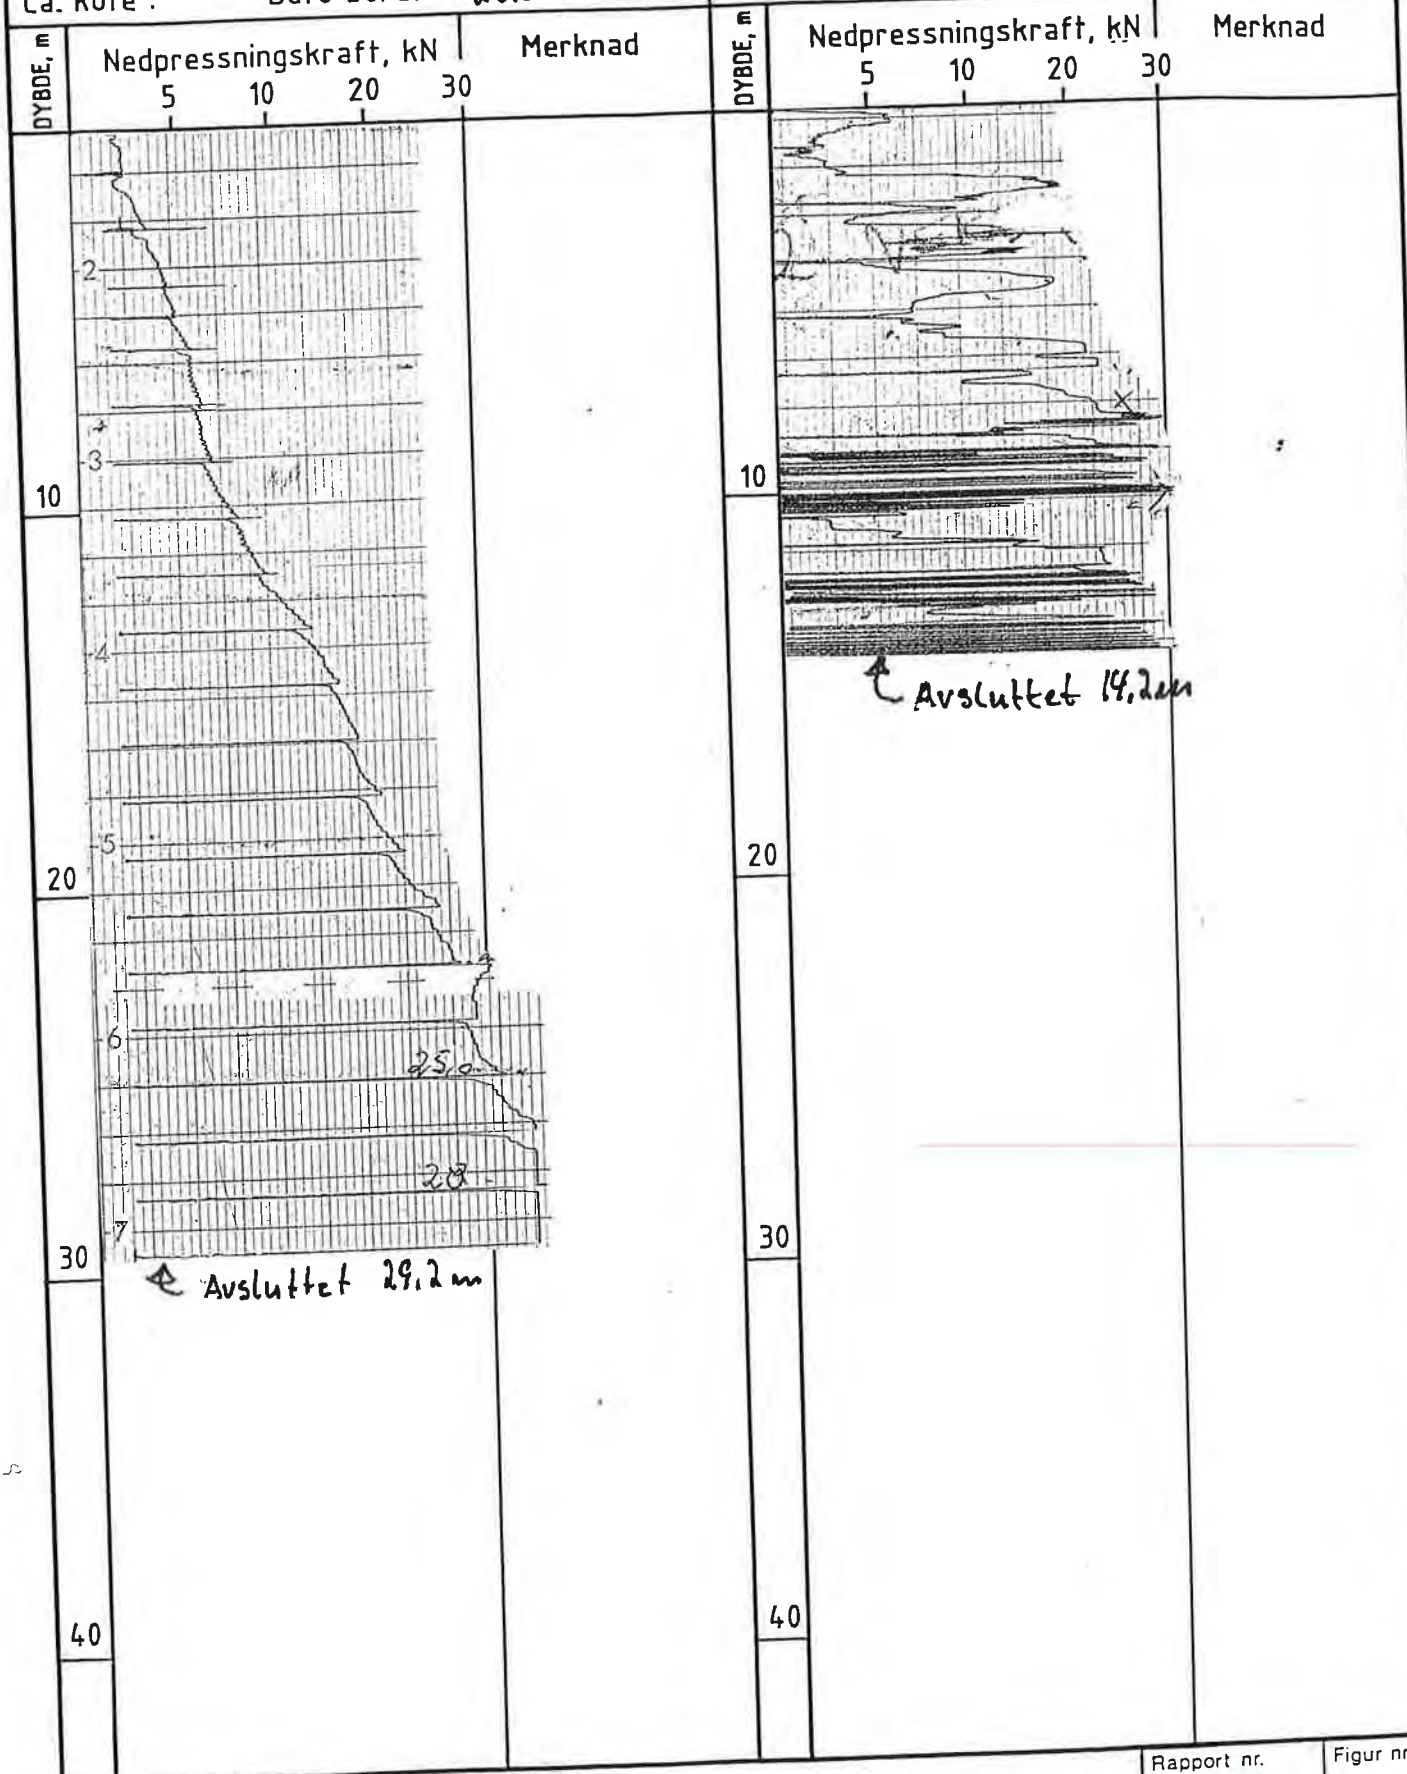 Ca. Kote :
DYBDE, m
Nedpressningskraft, kN
Merknad
5 10 20 30
2
3
10
4
5
20
6
25,0
28
7
30
Avsluttet 29,2 m
40
DYBDE, m
Nedpressningskraft, kN
Merknad
5 10 20 30
10
Avsluttet 14,2 m
20
30
40
Rapport nr.
Figur nr